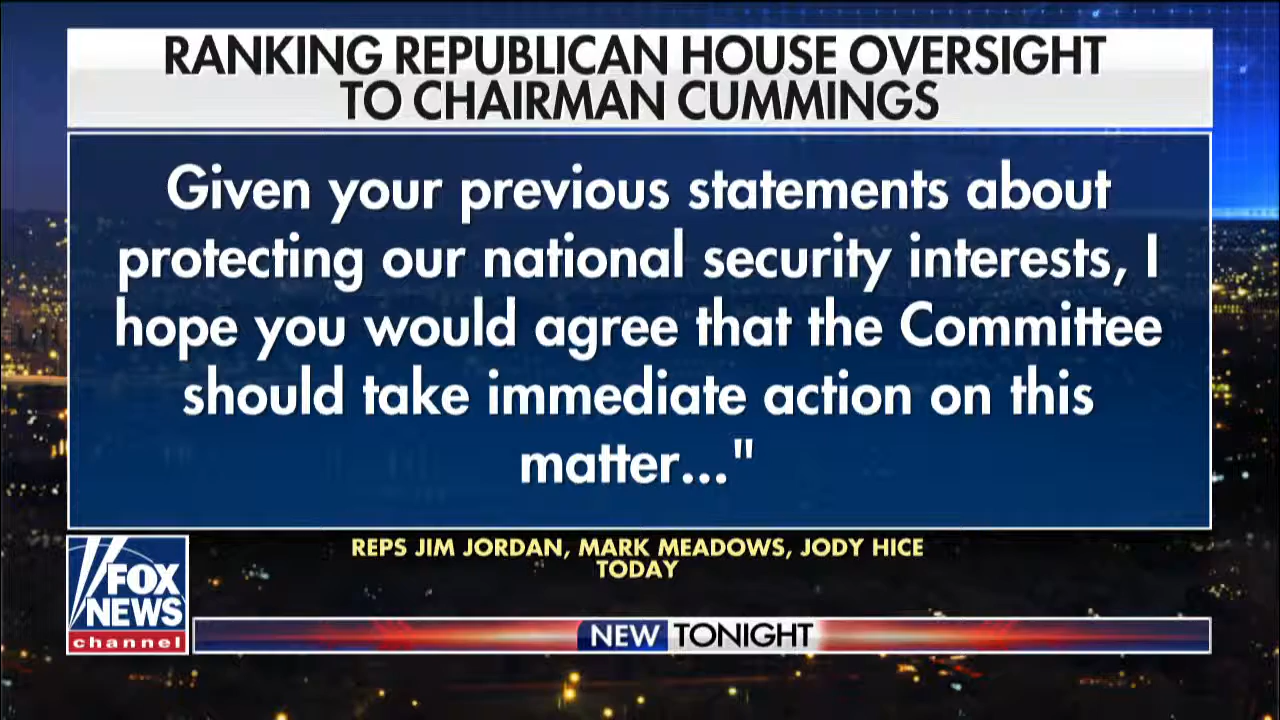 RANKING REPUBLICAN HOUSE OVERSIGHT
TO CHAIRMAN CUMMINGS
Given your previous statements about
protecting our national security interests, I
hope you would agree that the Committee
should take immediate action on this
matter..."
REPS JIM JORDAN, MARK MEADOWS, JODY HICE
TODAY
FOX
NEWS
channel
NEW TONIGHT